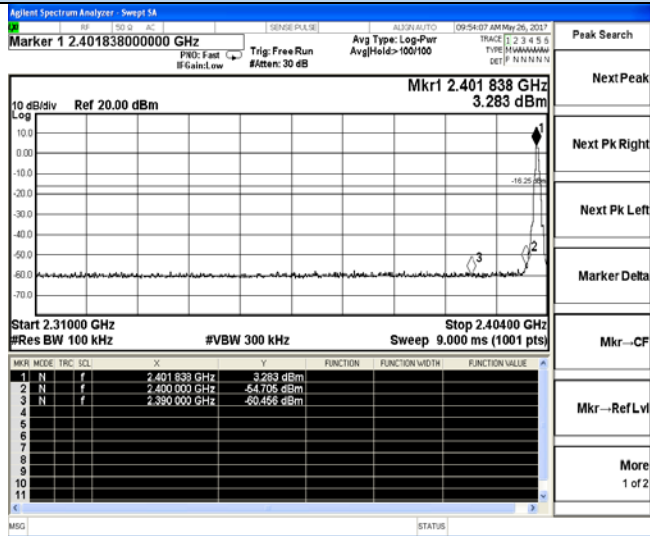 Agilent Spectrum Analyzer - Swept SA
RF 50 Ω AC SENSE:PULSE ALIGNAUTO 09:54:07 AM May 26, 2017
Marker 1 2.401838000000 GHz
PNO: Fast
IFGain:Low
Trig: Free Run
#Atten: 30 dB
Avg Type: Log-Pwr
Avg|Hold:>100/100
TRACE 1 2 3 4 5 6
TYPE MWWWWW
DET P N N N N N
Peak Search
Mkr1 2.401 838 GHz
3.283 dBm
10 dB/div Ref 20.00 dBm
Log
10.0
0.00
-10.0
-20.0
-30.0
-40.0
-50.0
-60.0
-70.0
1
-16.25 dBm
2
3
Start 2.31000 GHz Stop 2.40400 GHz
#Res BW 100 kHz #VBW 300 kHz Sweep 9.000 ms (1001 pts)
MKR MODE TRC SCL X Y FUNCTION FUNCTION WIDTH FUNCTION VALUE
1 N f 2.401 838 GHz 3.283 dBm
2 N f 2.400 000 GHz -54.705 dBm
3 N f 2.390 000 GHz -60.456 dBm
4
5
6
7
8
9
10
11
MSG STATUS
Next Peak
Next Pk Right
Next Pk Left
Marker Delta
Mkr→CF
Mkr→Ref Lvl
More
1 of 2